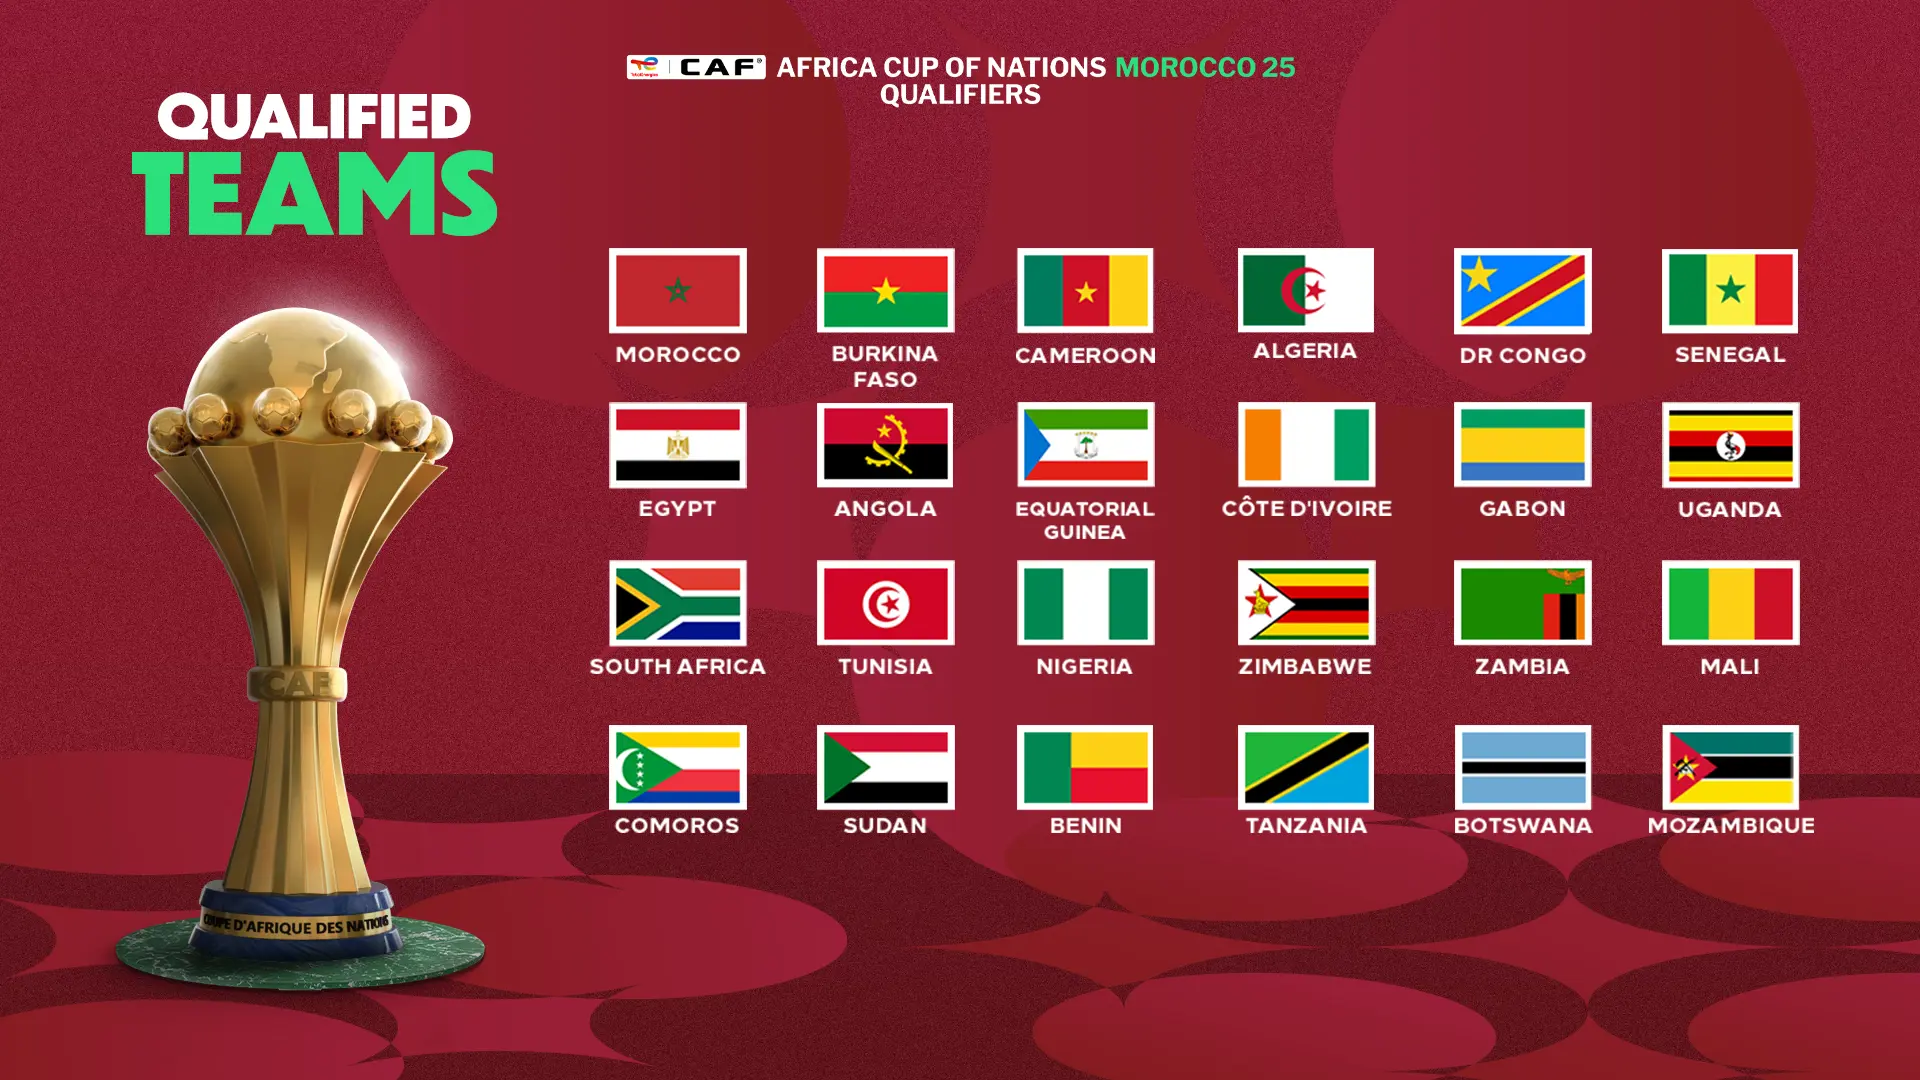 TotalEnergies | CAF AFRICA CUP OF NATIONS MOROCCO 25
QUALIFIERS
QUALIFIED
TEAMS
MOROCCO
BURKINA
FASO
CAMEROON
ALGERIA
DR CONGO
SENEGAL
EGYPT
ANGOLA
EQUATORIAL
GUINEA
CÔTE D'IVOIRE
GABON
UGANDA
SOUTH AFRICA
TUNISIA
NIGERIA
ZIMBABWE
ZAMBIA
MALI
COMOROS
SUDAN
BENIN
TANZANIA
BOTSWANA
MOZAMBIQUE
CAF
COUPE D'AFRIQUE DES NATIONS